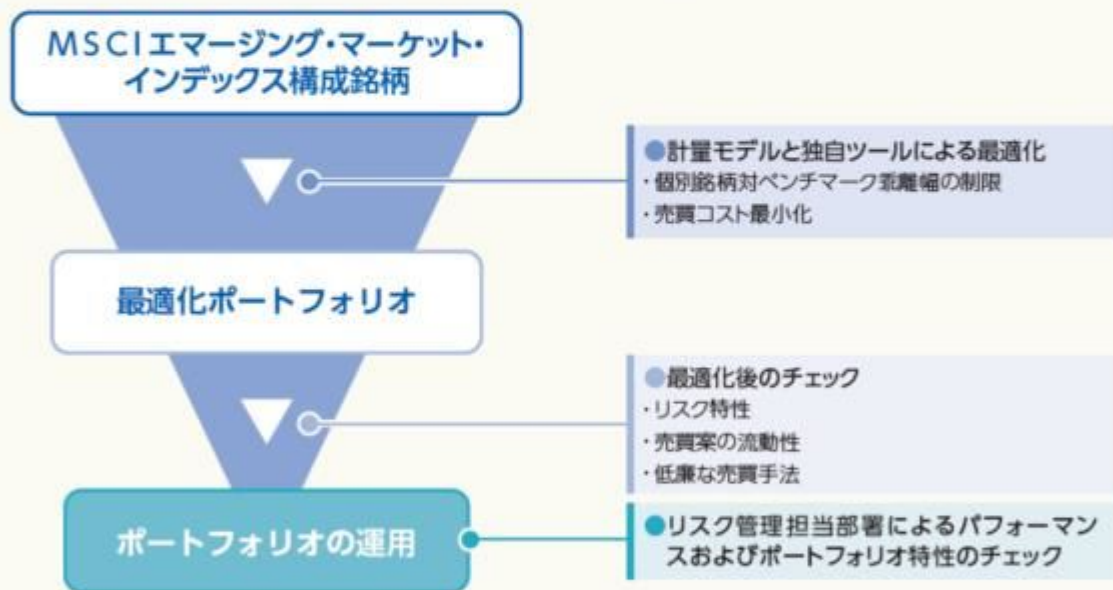 MSCIエマージング・マーケット・
インデックス構成銘柄
●計量モデルと独自ツールによる最適化
・個別銘柄対ベンチマーク乖離幅の制限
・売買コスト最小化
最適化ポートフォリオ
●最適化後のチェック
・リスク特性
・売買案の流動性
・低廉な売買手法
ポートフォリオの運用
●リスク管理担当部署によるパフォーマン
スおよびポートフォリオ特性のチェック